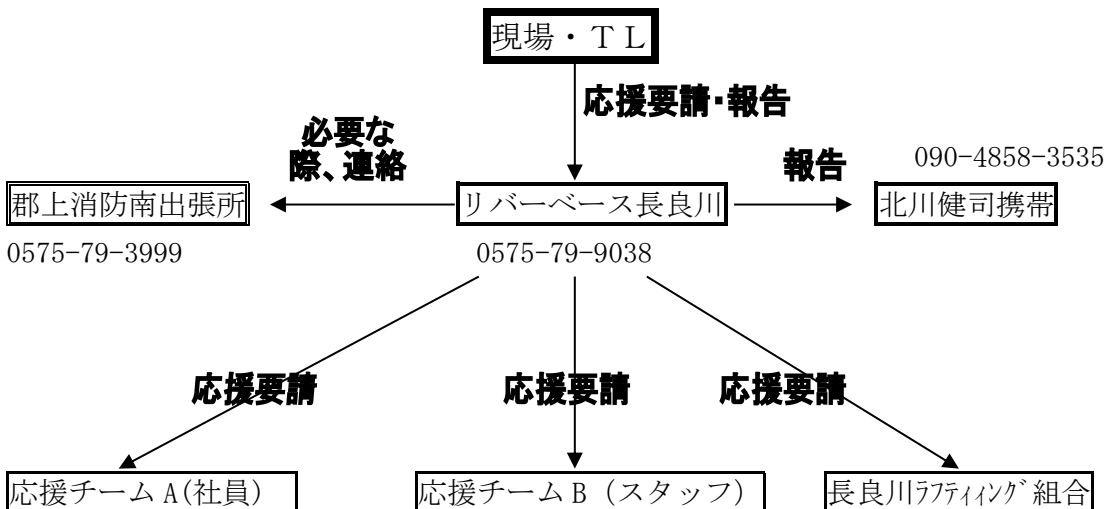 現場・ＴＬ
応援要請・報告
必要な
際、連絡
報告
090-4858-3535
郡上消防南出張所
リバーベース長良川
北川健司携帯
0575-79-3999
0575-79-9038
応援要請
応援要請
応援要請
応援チームA(社員)
応援チームB（スタッフ）
長良川ﾗﾌﾃｨｨﾝｸﾞ組合